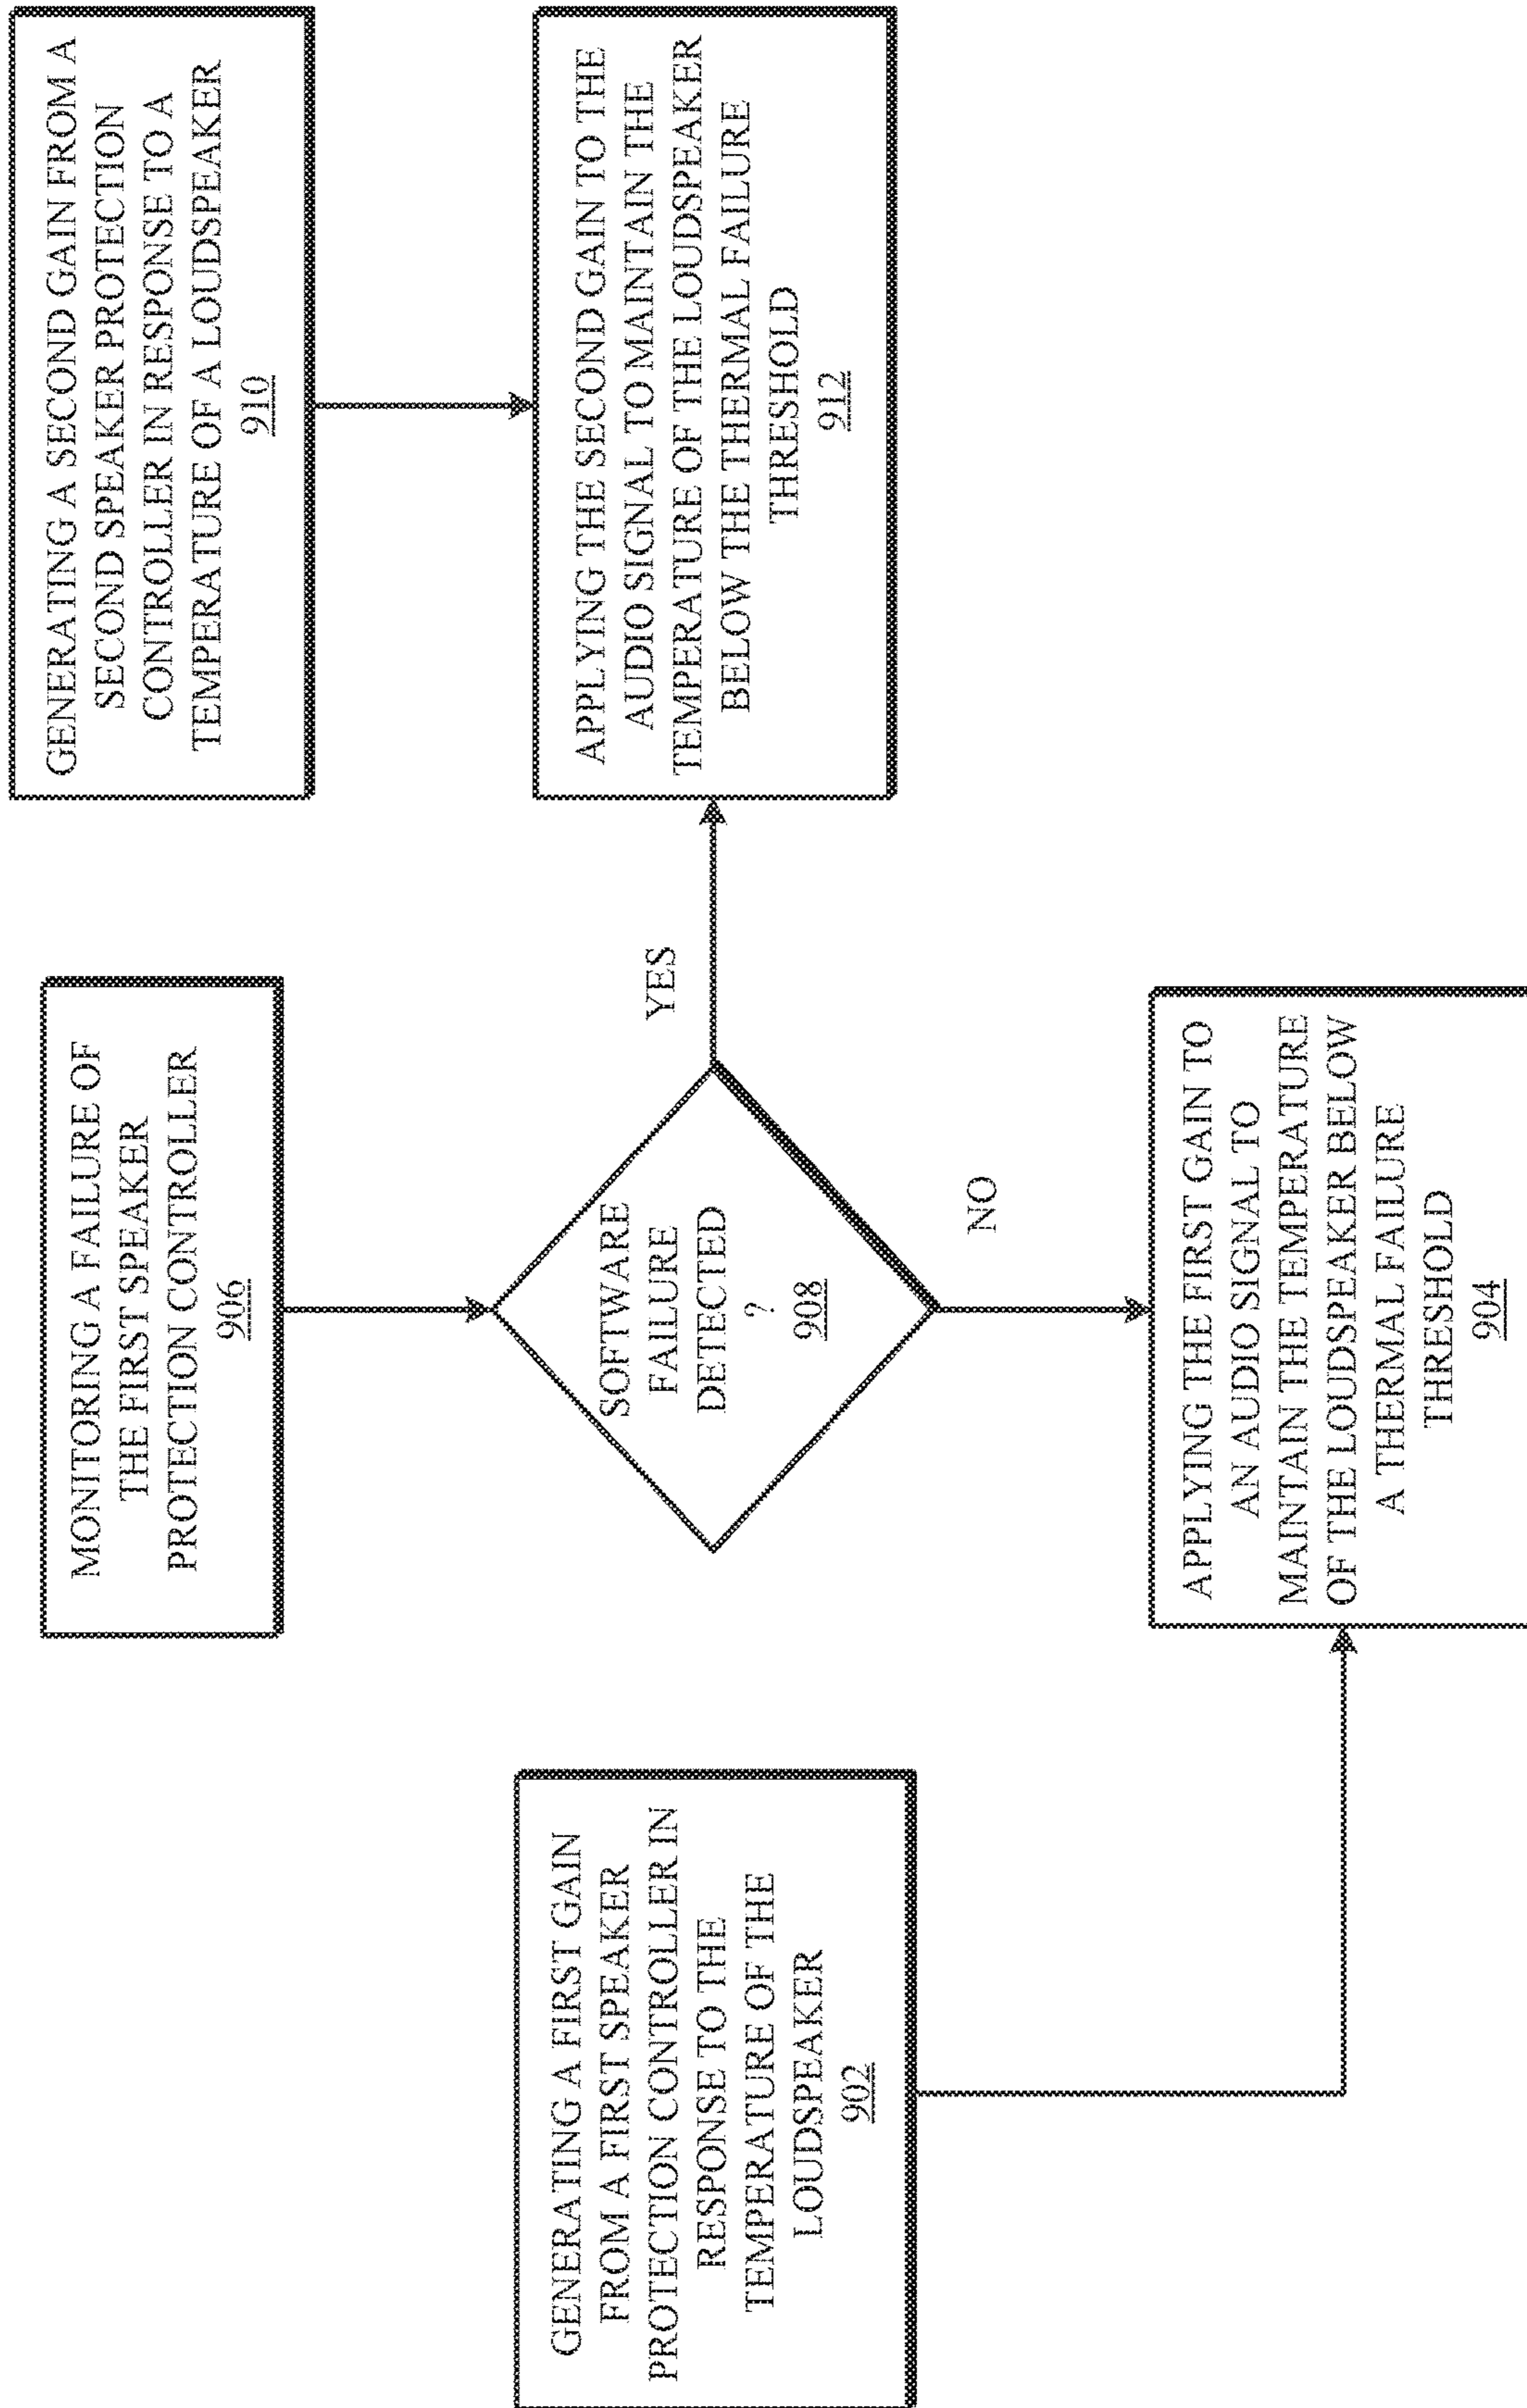 GENERATING A FIRST GAIN
FROM A FIRST SPEAKER
PROTECTION CONTROLLER IN
RESPONSE TO THE
TEMPERATURE OF THE
LOUDSPEAKER
902
MONITORING A FAILURE OF
THE FIRST SPEAKER
PROTECTION CONTROLLER
906
SOFTWARE
FAILURE
DETECTED
?
908
YES
NO
APPLYING THE FIRST GAIN TO
AN AUDIO SIGNAL TO
MAINTAIN THE TEMPERATURE
OF THE LOUDSPEAKER BELOW
A THERMAL FAILURE
THRESHOLD
904
GENERATING A SECOND GAIN FROM A
SECOND SPEAKER PROTECTION
CONTROLLER IN RESPONSE TO A
TEMPERATURE OF A LOUDSPEAKER
910
APPLYING THE SECOND GAIN TO THE
AUDIO SIGNAL TO MAINTAIN THE
TEMPERATURE OF THE LOUDSPEAKER
BELOW THE THERMAL FAILURE
THRESHOLD
912